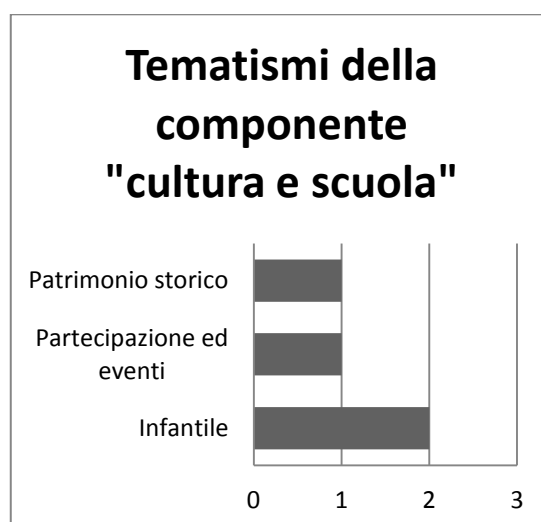 Tematismi della
componente
"cultura e scuola"
Patrimonio storico
Partecipazione ed
eventi
Infantile
0 1 2 3